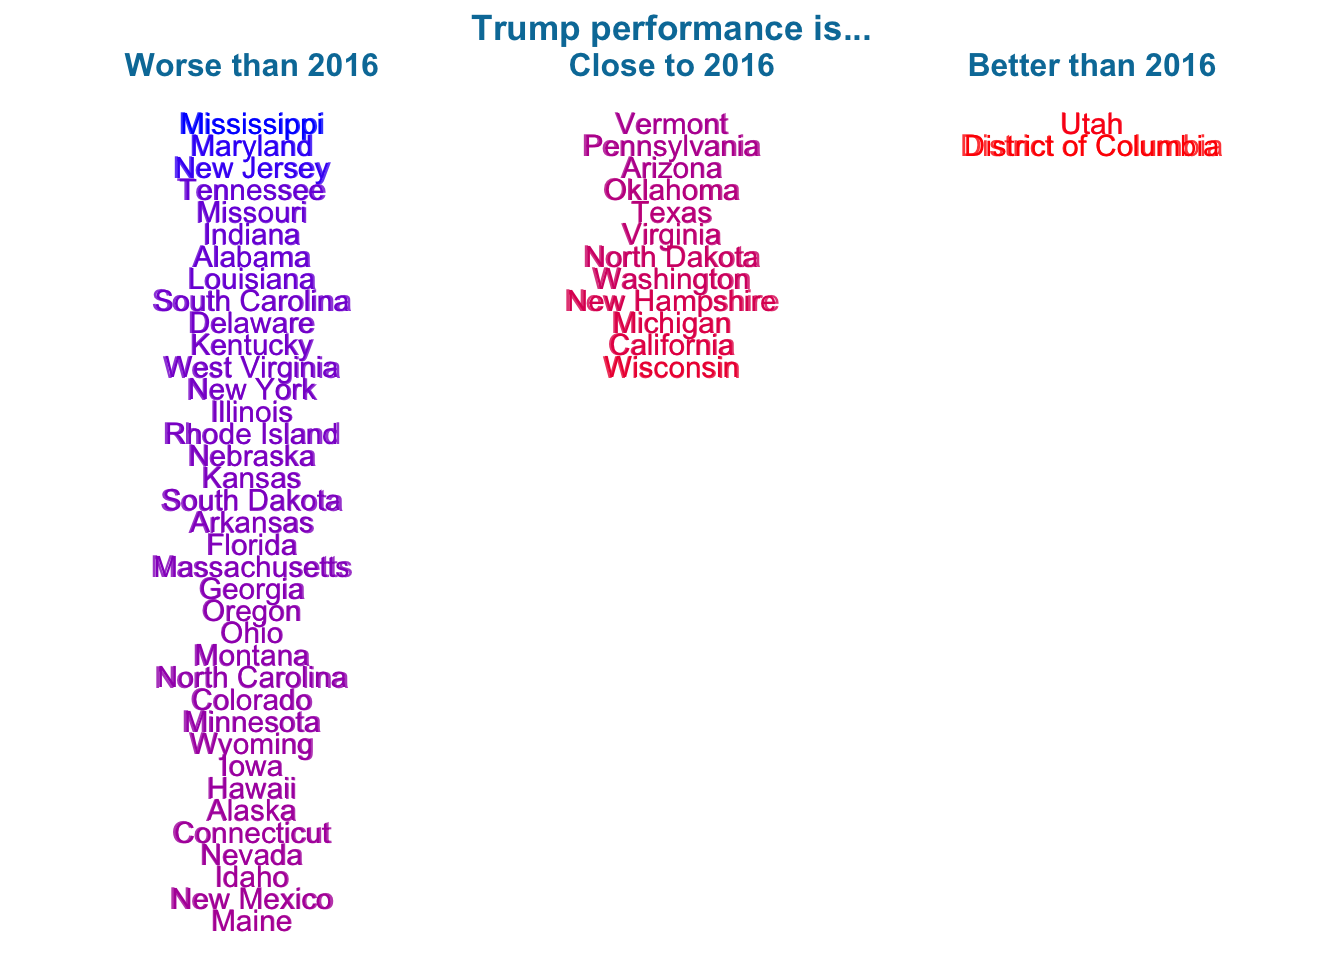 Trump performance is...
Worse than 2016
Mississippi
Maryland
New Jersey
Tennessee
Missouri
Indiana
Alabama
Louisiana
South Carolina
Delaware
Kentucky
West Virginia
New York
Illinois
Rhode Island
Nebraska
Kansas
South Dakota
Arkansas
Florida
Massachusetts
Georgia
Oregon
Ohio
Montana
North Carolina
Colorado
Minnesota
Wyoming
Iowa
Hawaii
Alaska
Connecticut
Nevada
Idaho
New Mexico
Maine
Close to 2016
Vermont
Pennsylvania
Arizona
Oklahoma
Texas
Virginia
North Dakota
Washington
New Hampshire
Michigan
California
Wisconsin
Better than 2016
Utah
District of Columbia